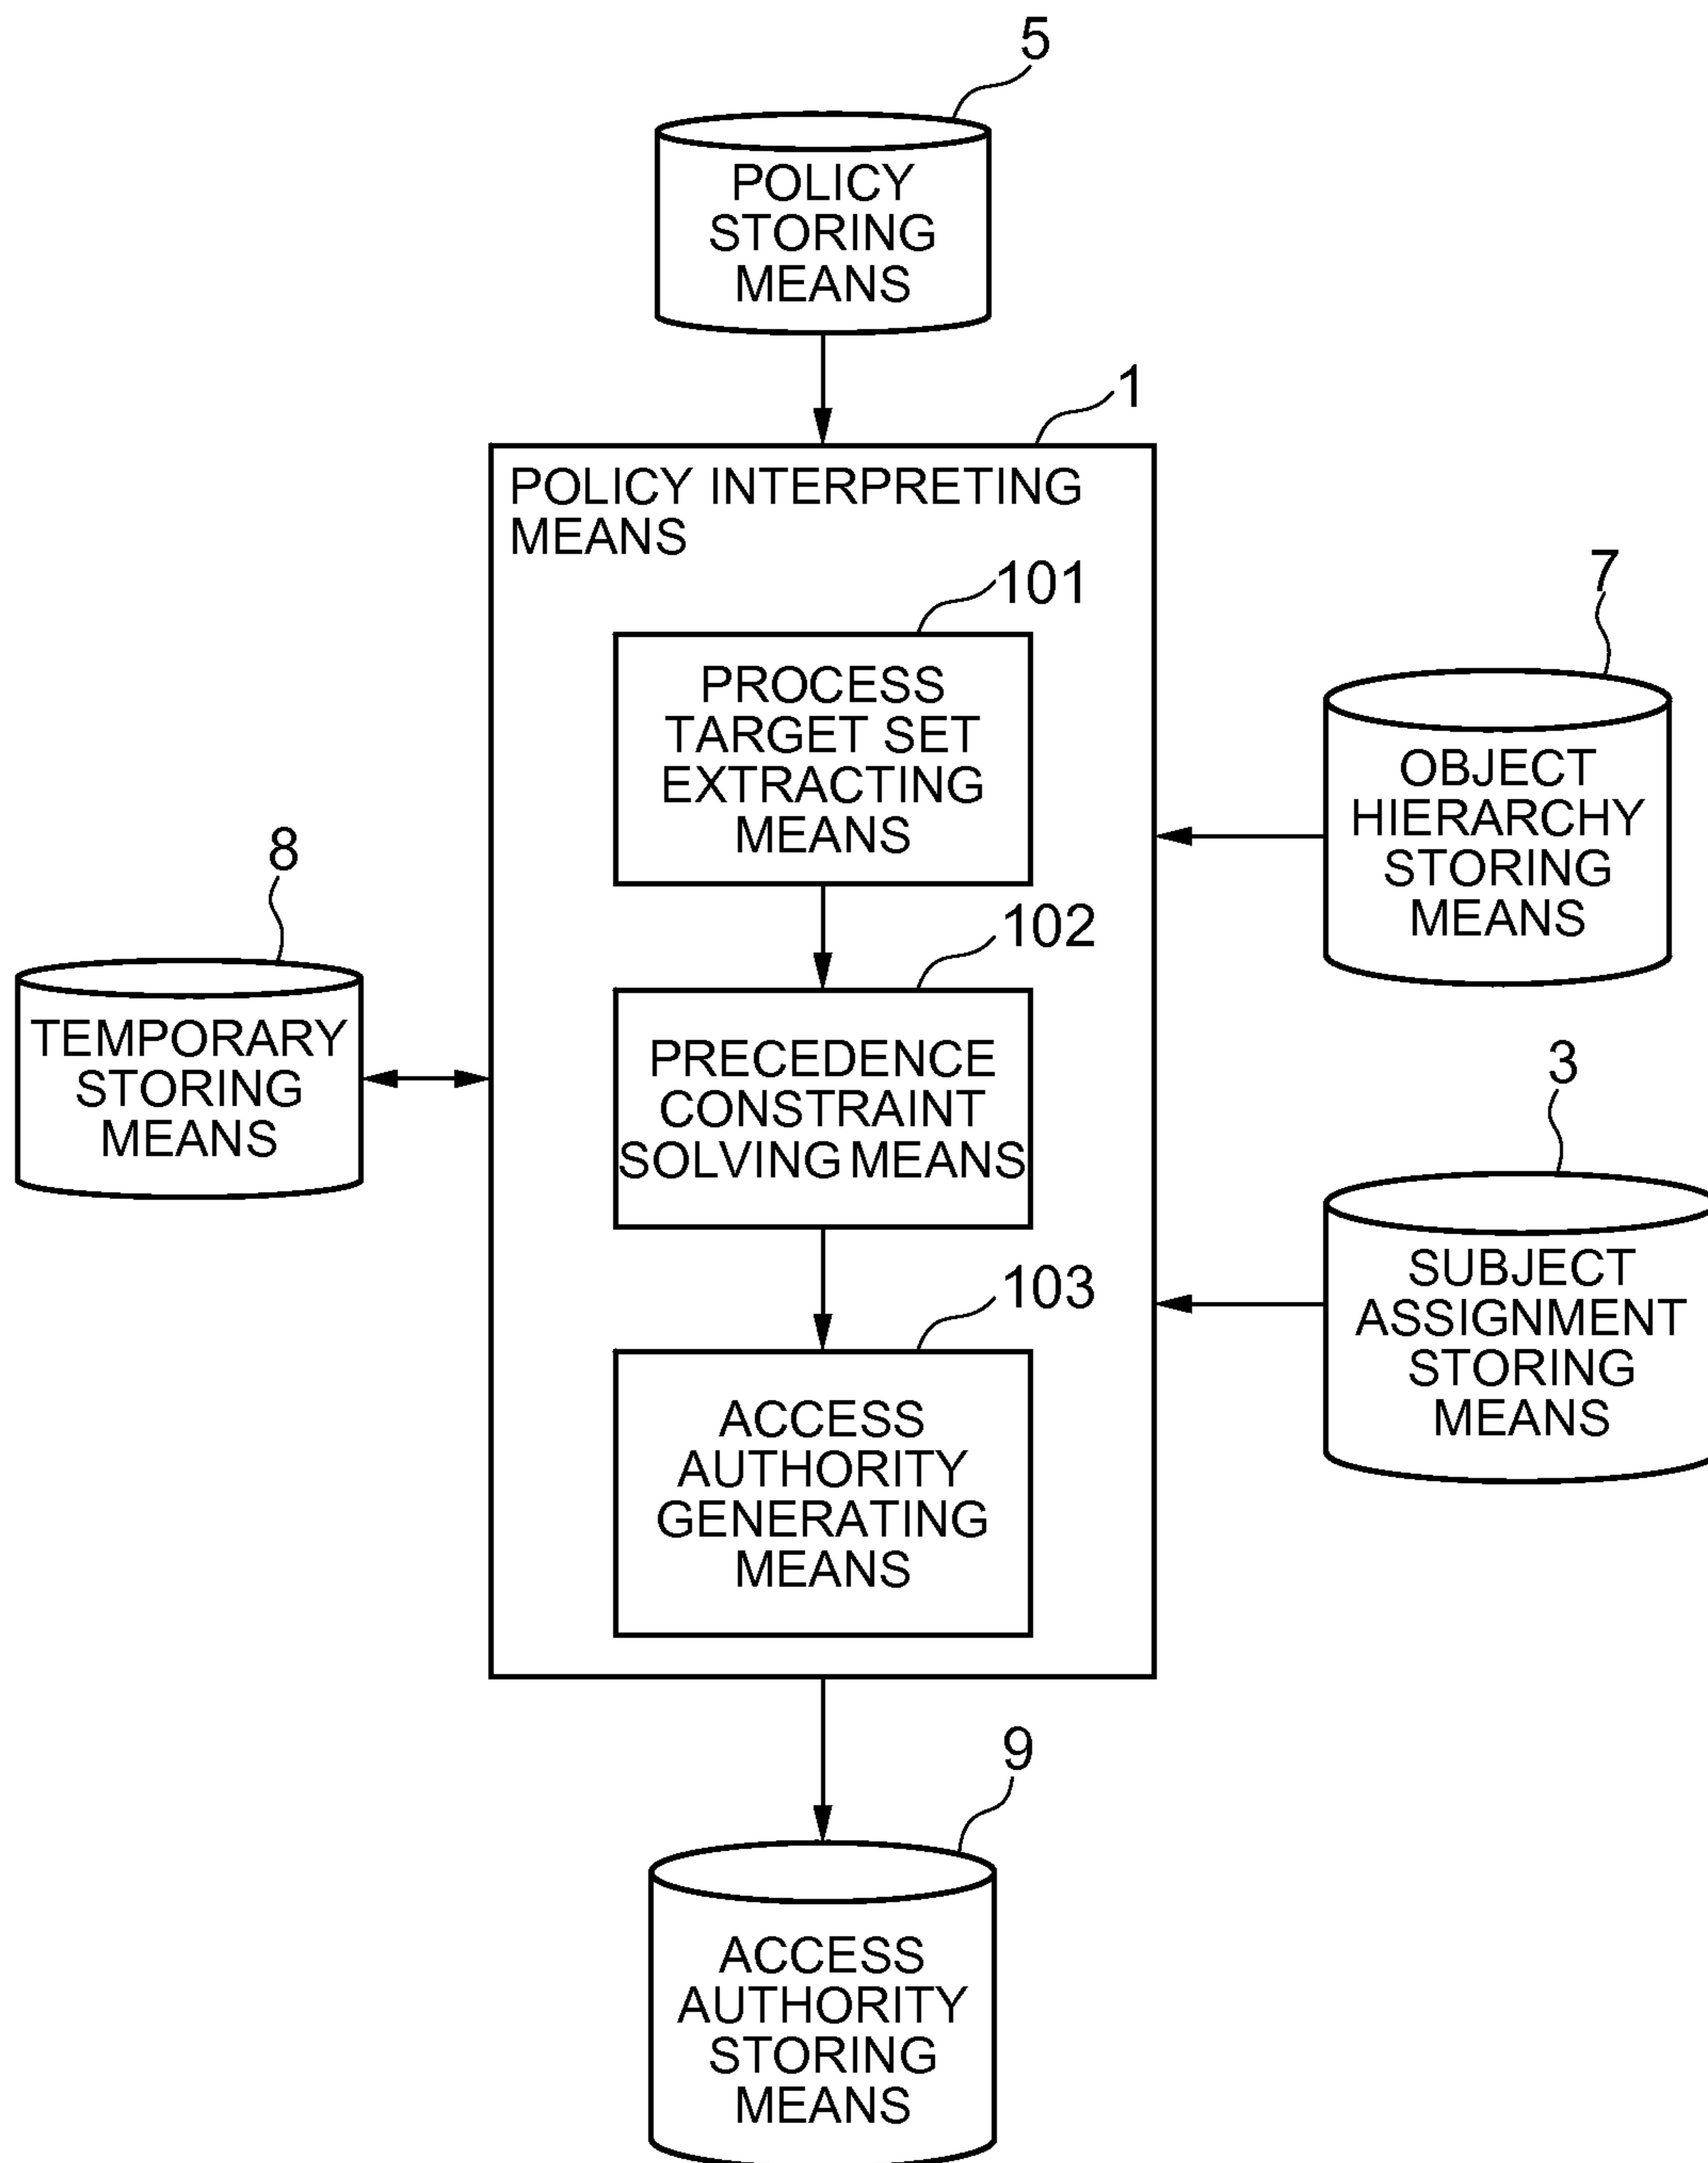 5
POLICY
STORING
MEANS
1
POLICY INTERPRETING
MEANS
101
PROCESS
TARGET SET
EXTRACTING
MEANS
7
OBJECT
HIERARCHY
STORING
MEANS
8
TEMPORARY
STORING
MEANS
102
PRECEDENCE
CONSTRAINT
SOLVING MEANS
3
SUBJECT
ASSIGNMENT
STORING
MEANS
103
ACCESS
AUTHORITY
GENERATING
MEANS
9
ACCESS
AUTHORITY
STORING
MEANS